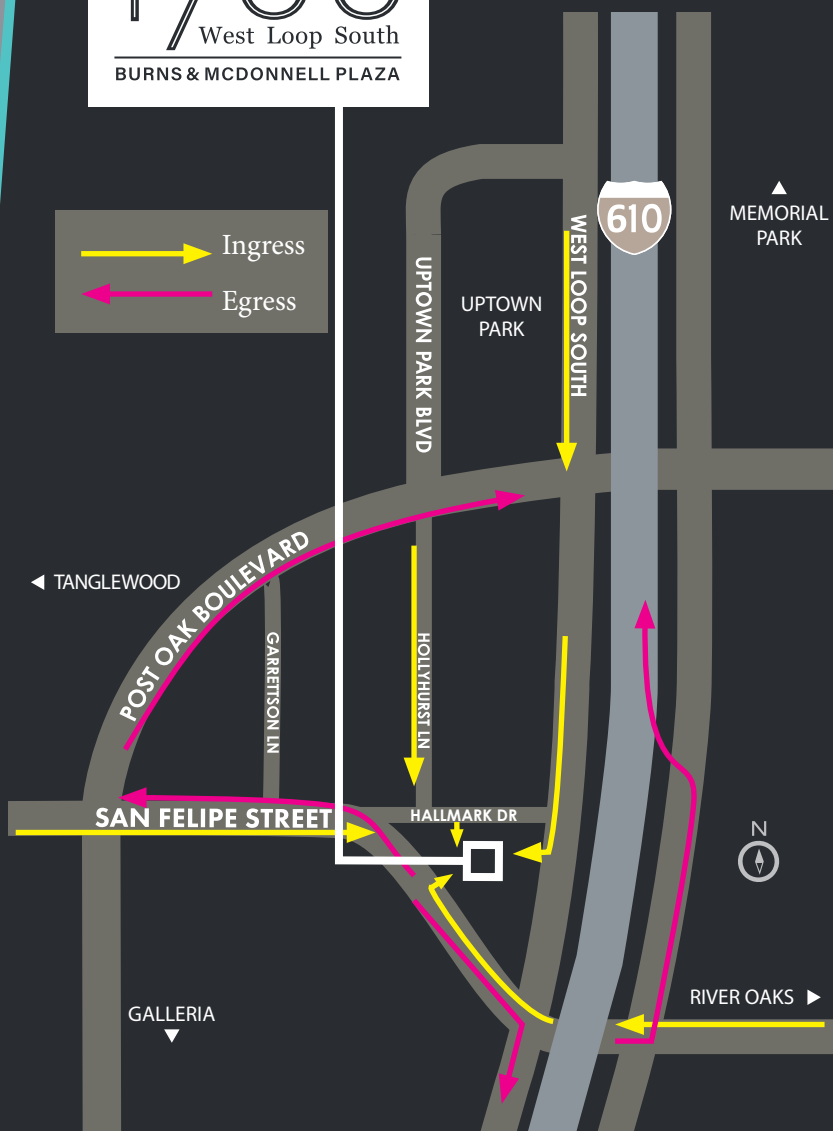 West Loop South
BURNS & MCDONNELL PLAZA
Ingress
Egress
610
MEMORIAL
PARK
WEST LOOP SOUTH
UPTOWN PARK BLVD
UPTOWN
PARK
POST OAK BOULEVARD
TANGLEWOOD
GARRETTSON LN
HOLLYHURST LN
SAN FELIPE STREET
HALLMARK DR
N
RIVER OAKS
GALLERIA